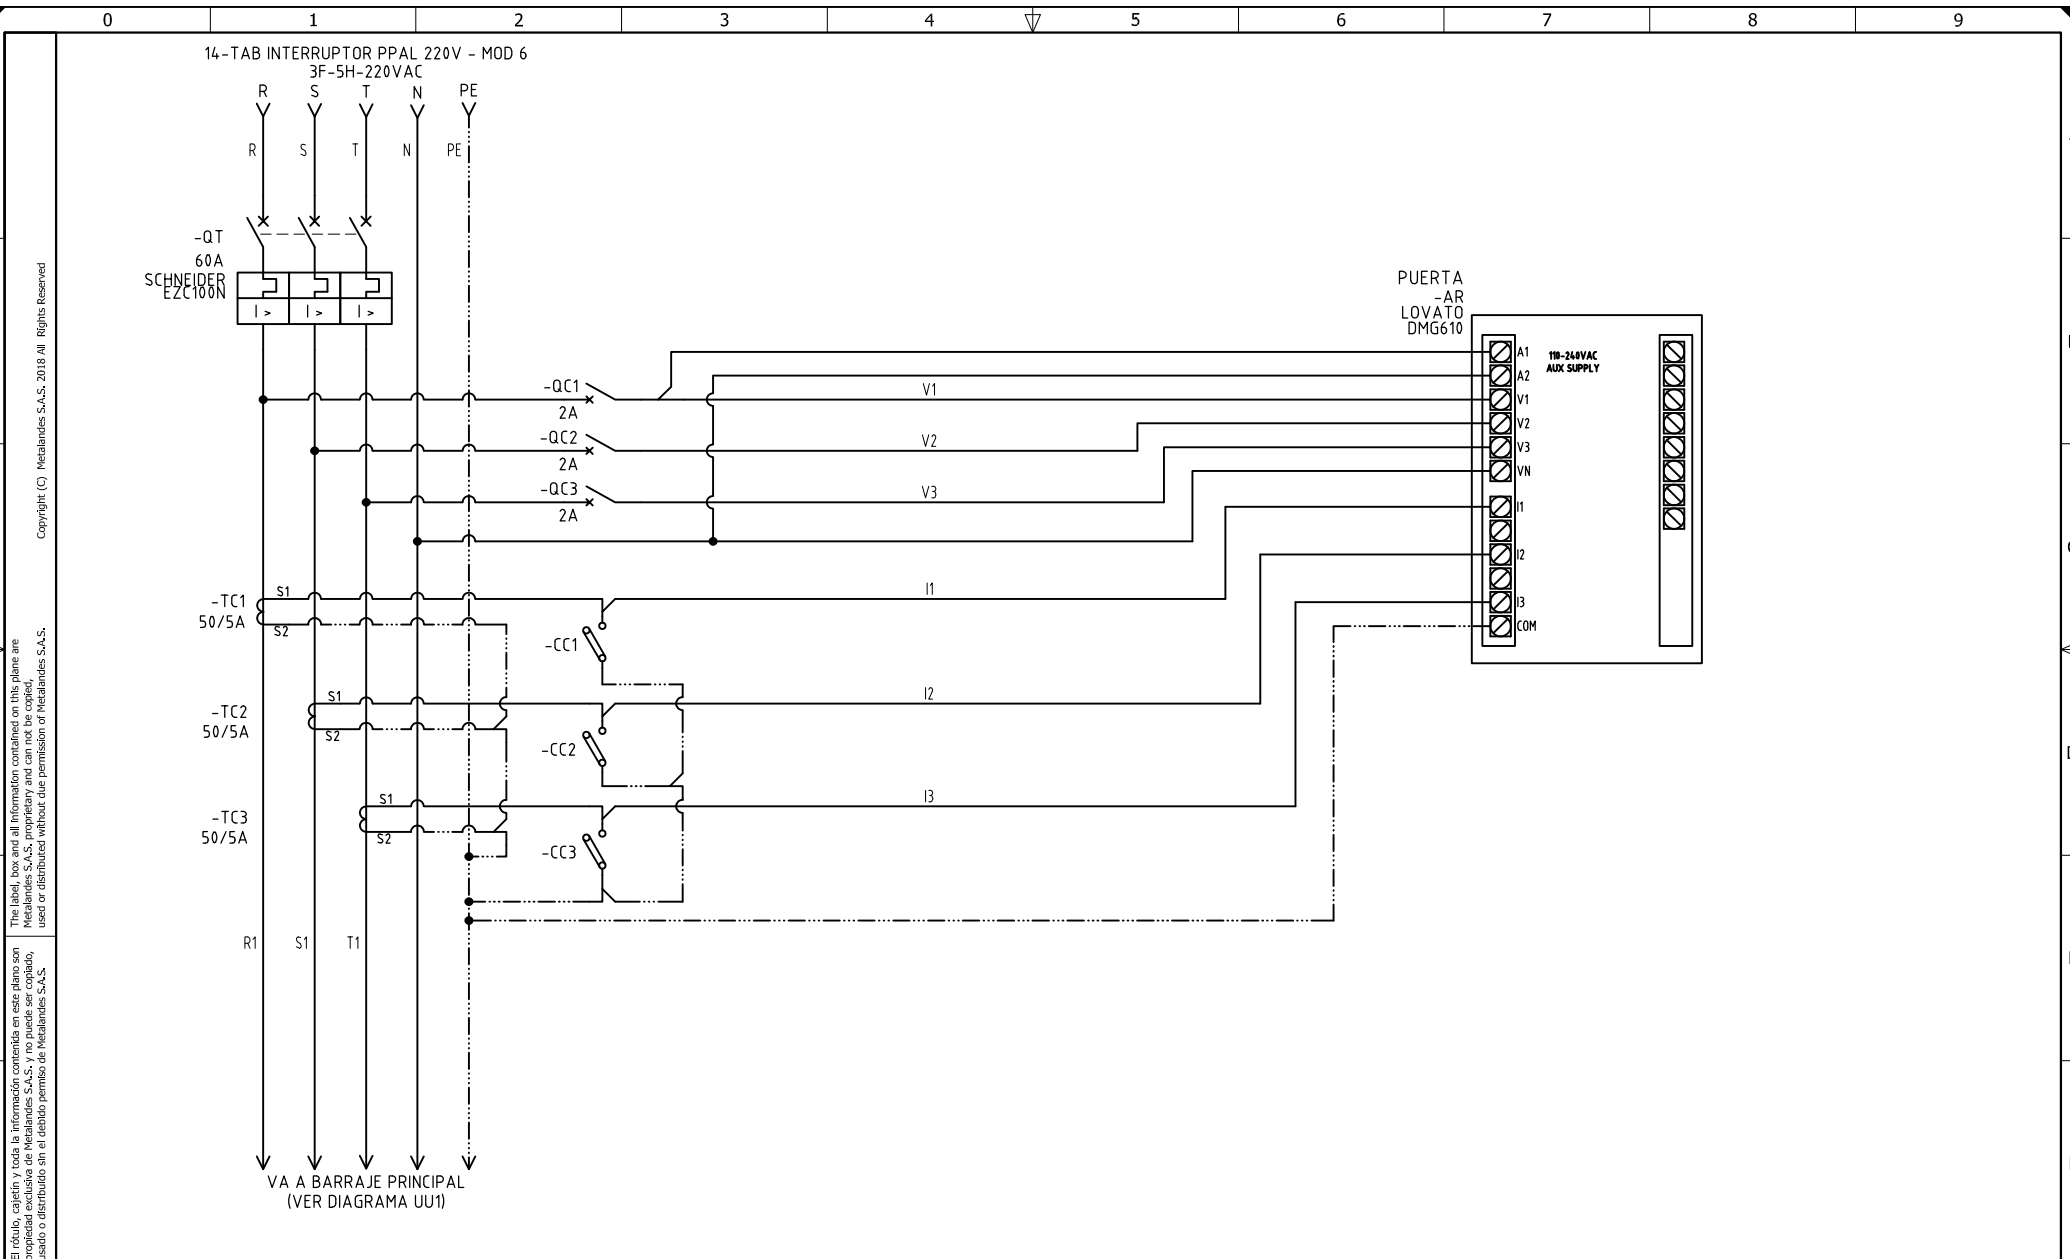 0 1 2 3 4 5 6 7 8 9
14-TAB INTERRUPTOR PPAL 220V - MOD 6
3F-5H-220VAC
R S T N PE
R S T N PE
-QT
60A
SCHNEIDER
EZC100N
I > I > I >
PUERTA
-AR
LOVATO
DMG610
A1
110-240VAC
AUX SUPPLY
A2
V1
V2
V3
VN
I1
I2
I3
COM
-QC1
2A
V1
-QC2
2A
V2
-QC3
2A
V3
-TC1
50/5A
S1
S2
I1
-CC1
-TC2
50/5A
S1
S2
I2
-CC2
-TC3
50/5A
S1
S2
I3
-CC3
R1 S1 T1
VA A BARRAJE PRINCIPAL
(VER DIAGRAMA UU1)
Copyright (C) Metalandes S.A.S. 2018 All Rights Reserved
The label, box and all information contained on this plane are
Metalandes S.A.S. proprietary and can not be copied,
used or distributed without due permission of Metalandes S.A.S.
El rótulo, cajetín y toda la información contenida en este plano son
propiedad exclusiva de Metalandes S.A.S. y no puede ser copiado,
usado o distribuido sin el debido permiso de Metalandes S.A.S.